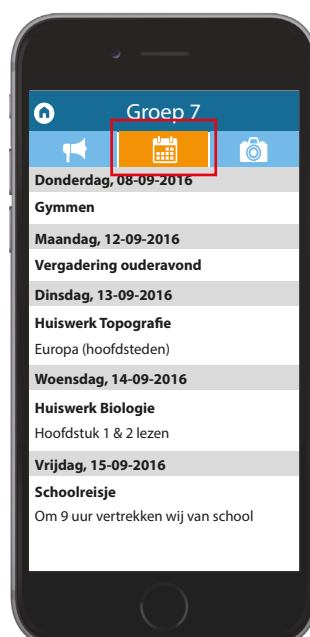 Groep 7
Donderdag, 08-09-2016
Gymmen
Maandag, 12-09-2016
Vergadering ouderavond
Dinsdag, 13-09-2016
Huiswerk Topografie
Europa (hoofdsteden)
Woensdag, 14-09-2016
Huiswerk Biologie
Hoofdstuk 1 & 2 lezen
Vrijdag, 15-09-2016
Schoolreisje
Om 9 uur vertrekken wij van school